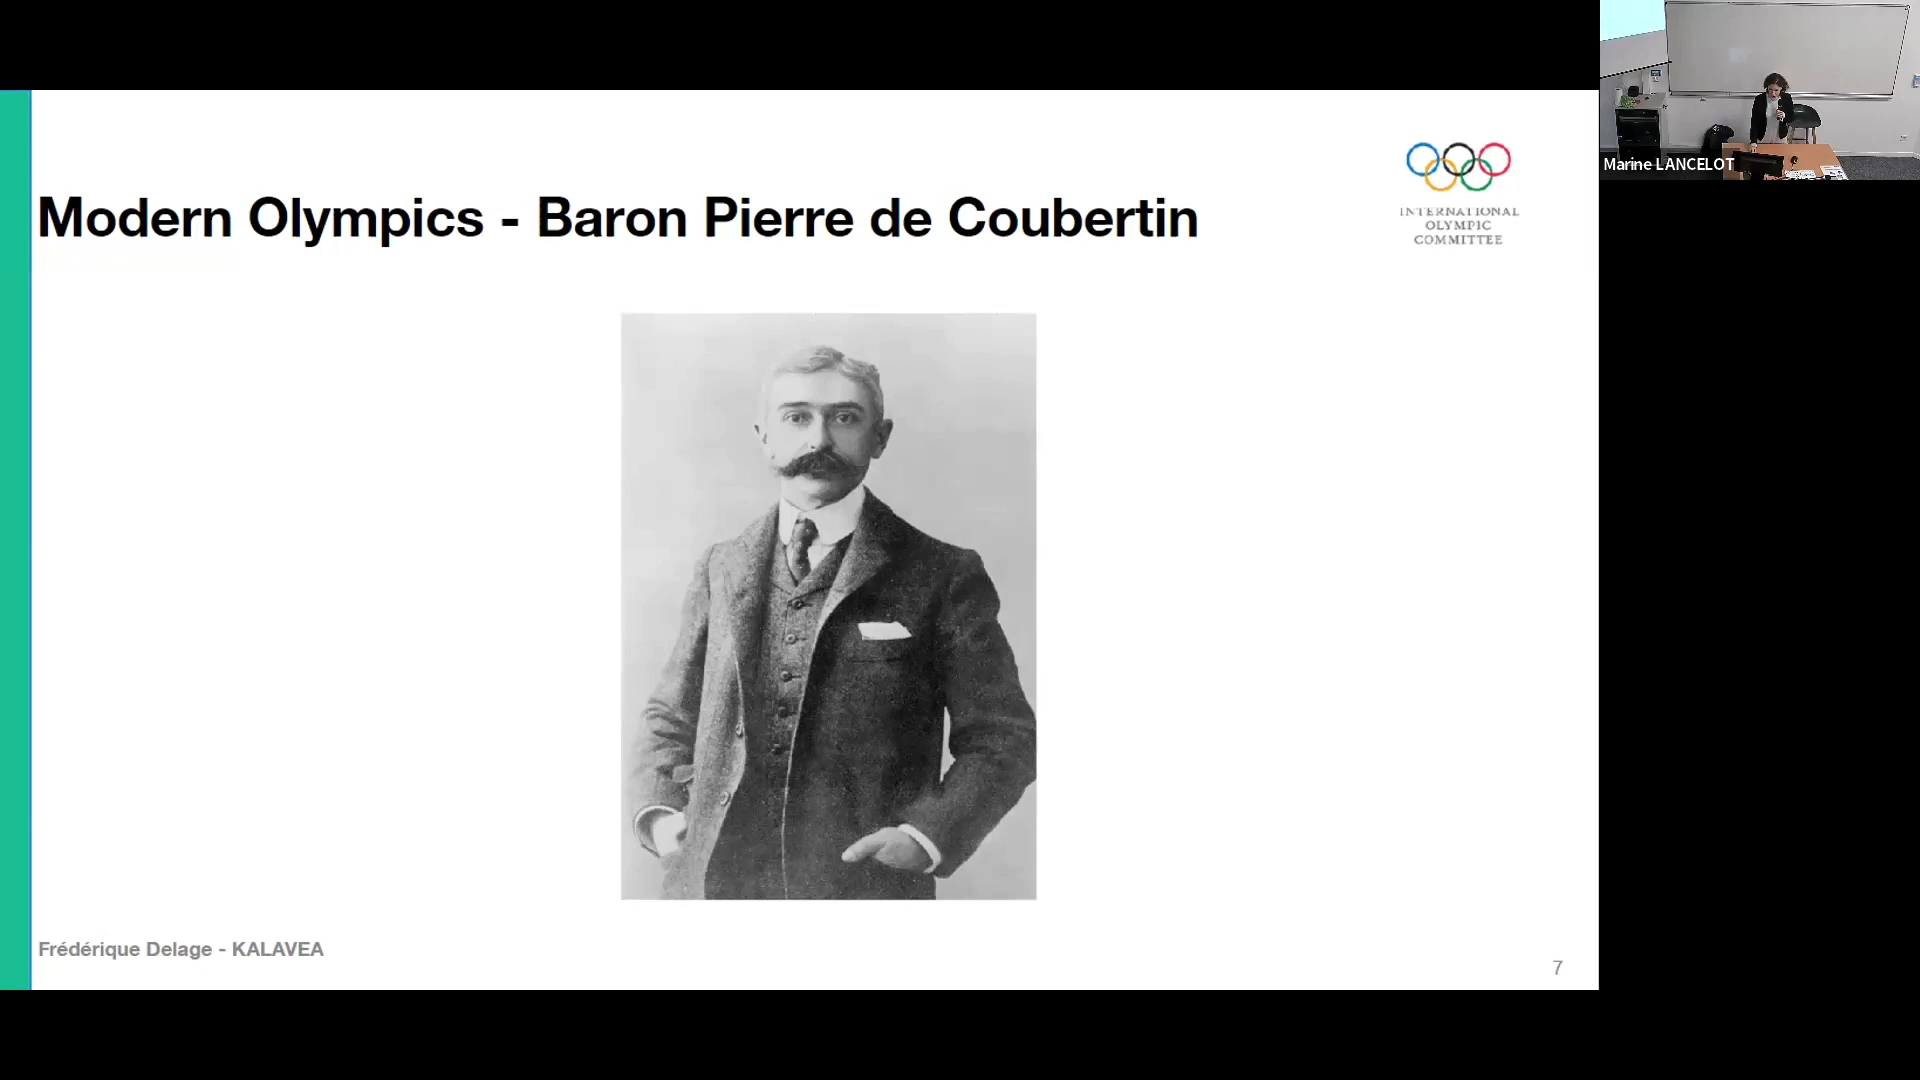 Modern Olympics - Baron Pierre de Coubertin
INTERNATIONAL
OLYMPIC
COMMITTEE
Marine LANCELOT
Frédérique Delage - KALAVEA
7